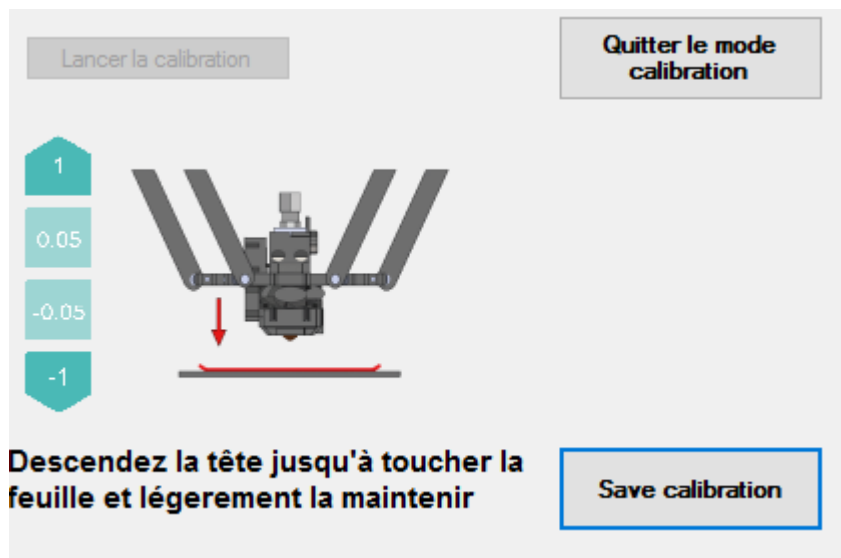 Lancer la calibration
Quitter le mode
calibration
1
0.05
-0.05
-1
Descendez la tête jusqu'à toucher la
feuille et légerement la maintenir
Save calibration